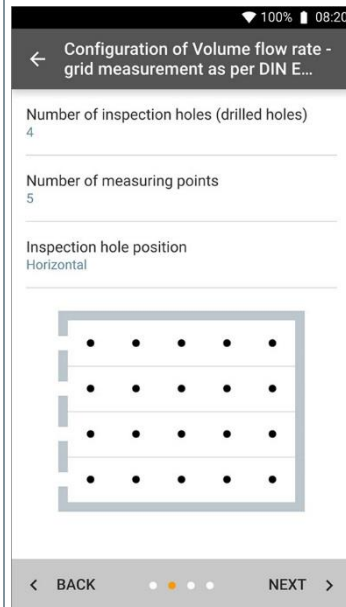 100% 08:20
Configuration of Volume flow rate -
grid measurement as per DIN E...
Number of inspection holes (drilled holes)
4
Number of measuring points
5
Inspection hole position
Horizontal
BACK NEXT